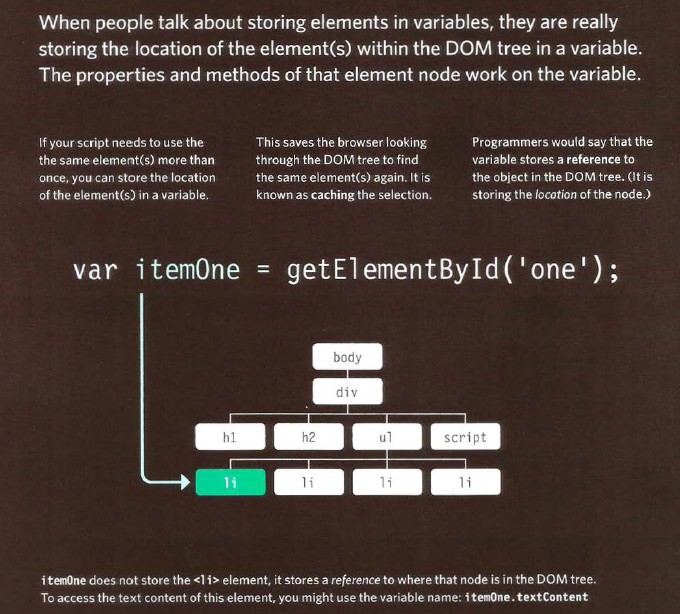 When people talk about storing elements in variables, they are really
storing the location of the element(s) within the DOM tree in a variable.
The properties and methods of that element node work on the variable.
If your script needs to use the
the same element(s) more than
once, you can store the location
of the element(s) in a variable.
This saves the browser looking
through the DOM tree to find
the same element(s) again. It is
known as caching the selection.
Programmers would say that the
variable stores a reference to
the object in the DOM tree. (It is
storing the location of the node.)
var itemOne = getElementById('one');
body
div
h1 h2 ul script
li li li li
itemOne does not store the <li> element, it stores a reference to where that node is in the DOM tree.
To access the text content of this element, you might use the variable name: itemOne.textContent